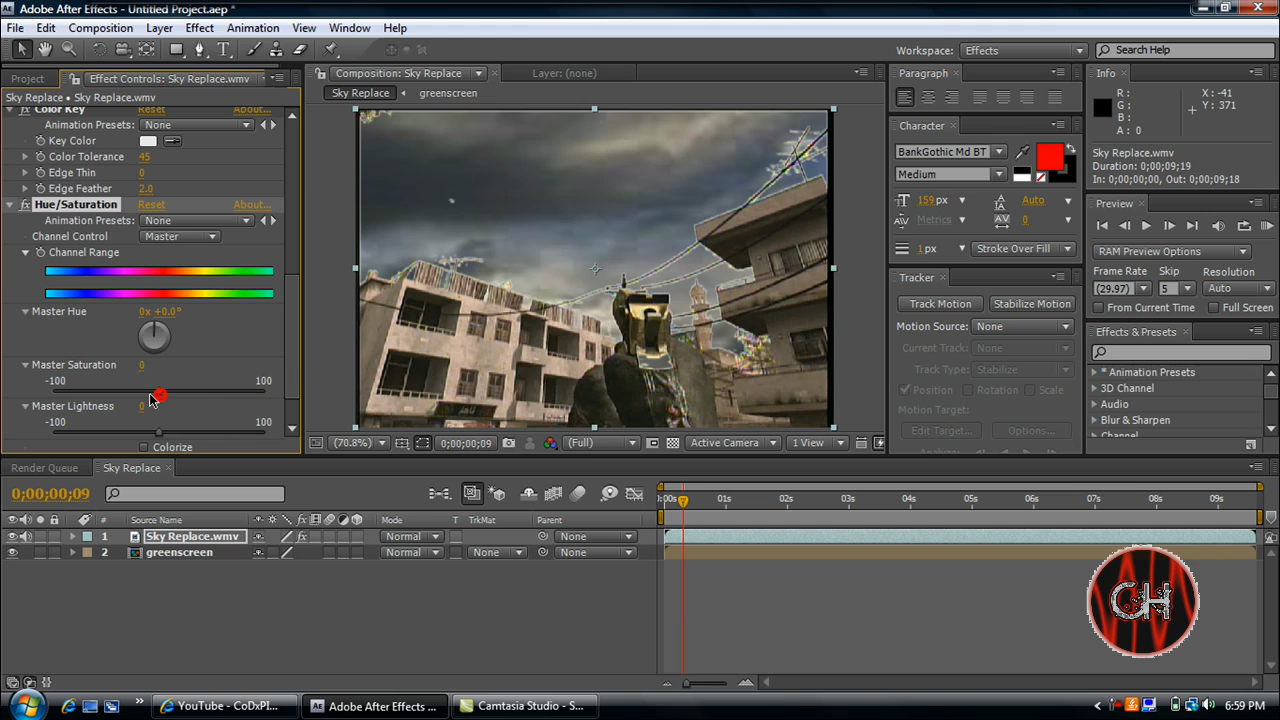 Adobe After Effects - Untitled Project.aep *
File Edit Composition Layer Effect Animation View Window Help
Workspace: Effects Search Help
Project Effect Controls: Sky Replace.wmv
Composition: Sky Replace Layer: (none)
Paragraph
Info
Sky Replace • Sky Replace.wmv
Sky Replace greenscreen
Color Key Reset About...
Animation Presets: None
Key Color
Color Tolerance 45
Edge Thin 0
Edge Feather 2.0
Hue/Saturation Reset About...
Animation Presets: None
Channel Control Master
Channel Range
Master Hue 0x +0.0°
Master Saturation 0
-100 100
Master Lightness 0
-100 100
Colorize
(70.8%) 0;00;00;09 (Full) Active Camera 1 View
Character
BankGothic Md BT
Medium
159 px Auto
Metrics 0
1 px Stroke Over Fill
Tracker
Track Motion Stabilize Motion
Motion Source: None
Current Track: None
Track Type: Stabilize
Position Rotation Scale
Motion Target:
Edit Target... Options...
R :
G :
B :
A : 0
X : -41
Y : 371
Sky Replace.wmv
Duration: 0;00;09;19
In: 0;00;00;00, Out: 0;00;09;18
Preview
RAM Preview Options
Frame Rate Skip Resolution
(29.97) 5 Auto
From Current Time Full Screen
Effects & Presets
* Animation Presets
3D Channel
Audio
Blur & Sharpen
Channel
Render Queue Sky Replace
0;00;00;09
0:00s 01s 02s 03s 04s 05s 06s 07s 08s 09s
# Source Name Mode T TrkMat Parent
1 Sky Replace.wmv Normal None
2 greenscreen Normal None None
CH
YouTube - CoDxPI... Adobe After Effects ... Camtasia Studio - S... 6:59 PM